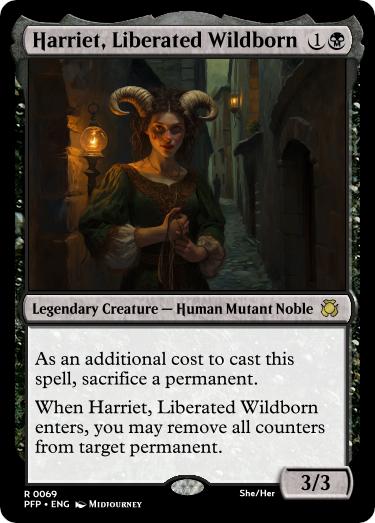 Harriet, Liberated Wildborn 1
Legendary Creature — Human Mutant Noble
As an additional cost to cast this
spell, sacrifice a permanent.
When Harriet, Liberated Wildborn
enters, you may remove all counters
from target permanent.
3/3
R 0069
She/Her
PFP • ENG Midjourney